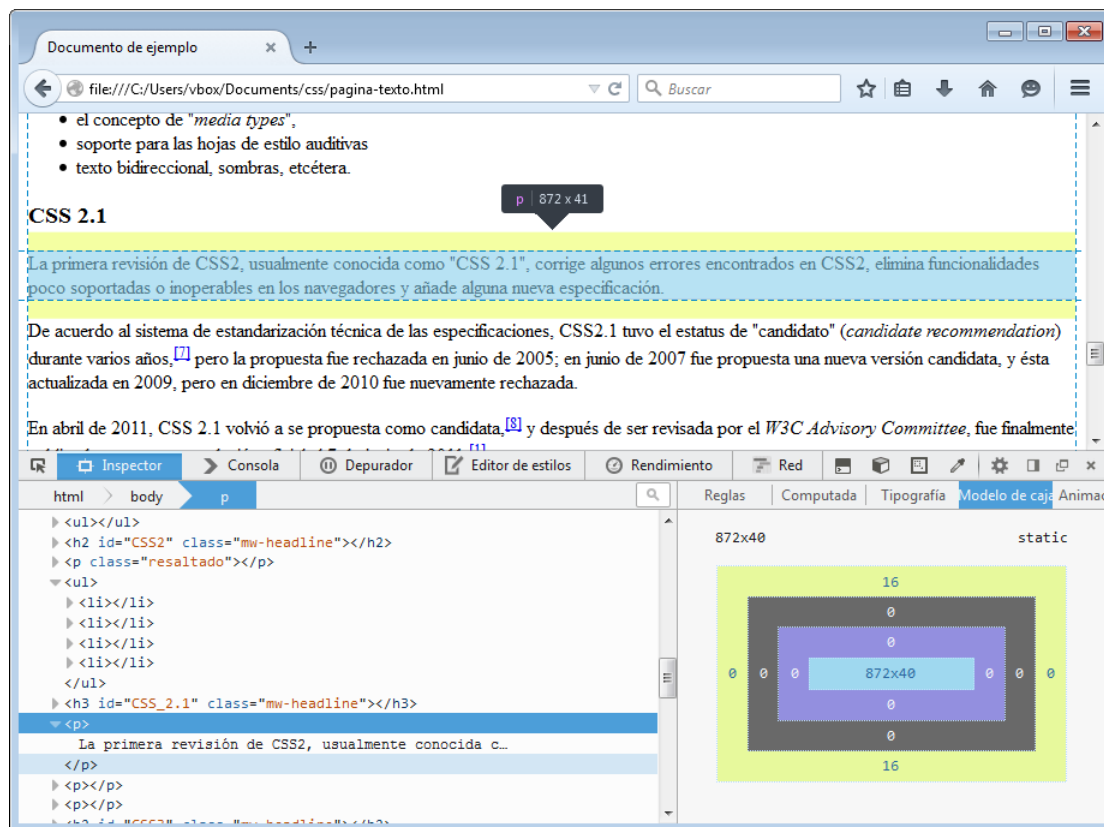 Documento de ejemplo
file:///C:/Users/vbox/Documents/css/pagina-texto.html
Buscar
el concepto de "media types",
soporte para las hojas de estilo auditivas
texto bidireccional, sombras, etcétera.
p | 872 x 41
CSS 2.1
La primera revisión de CSS2, usualmente conocida como "CSS 2.1", corrige algunos errores encontrados en CSS2, elimina funcionalidades
poco soportadas o inoperables en los navegadores y añade alguna nueva especificación.
De acuerdo al sistema de estandarización técnica de las especificaciones, CSS2.1 tuvo el estatus de "candidato" (candidate recommendation)
durante varios años,[7] pero la propuesta fue rechazada en junio de 2005; en junio de 2007 fue propuesta una nueva versión candidata, y ésta
actualizada en 2009, pero en diciembre de 2010 fue nuevamente rechazada.
En abril de 2011, CSS 2.1 volvió a se propuesta como candidata,[8] y después de ser revisada por el W3C Advisory Committee, fue finalmente
Inspector Consola Depurador Editor de estilos Rendimiento Red
html body p
Reglas Computada Tipografía Modelo de caja Animac
<ul></ul>
<h2 id="CSS2" class="mw-headline"></h2>
<p class="resaltado"></p>
<ul>
<li></li>
<li></li>
<li></li>
<li></li>
</ul>
<h3 id="CSS_2.1" class="mw-headline"></h3>
<p>
La primera revisión de CSS2, usualmente conocida c…
</p>
<p></p>
<p></p>
872x40 static
16
0
0
0 0 0 872x40 0 0 0
0
0
16